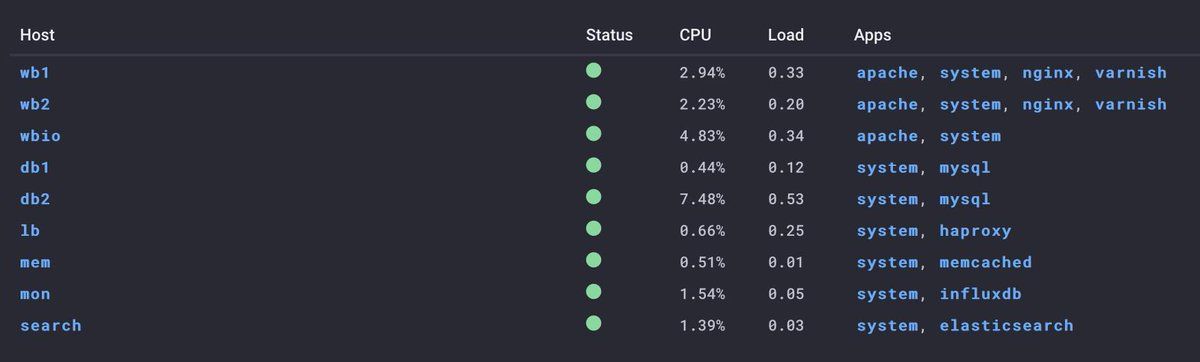 Host Status CPU Load Apps
wb1 2.94% 0.33 apache, system, nginx, varnish
wb2 2.23% 0.20 apache, system, nginx, varnish
wbio 4.83% 0.34 apache, system
db1 0.44% 0.12 system, mysql
db2 7.48% 0.53 system, mysql
lb 0.66% 0.25 system, haproxy
mem 0.51% 0.01 system, memcached
mon 1.54% 0.05 system, influxdb
search 1.39% 0.03 system, elasticsearch